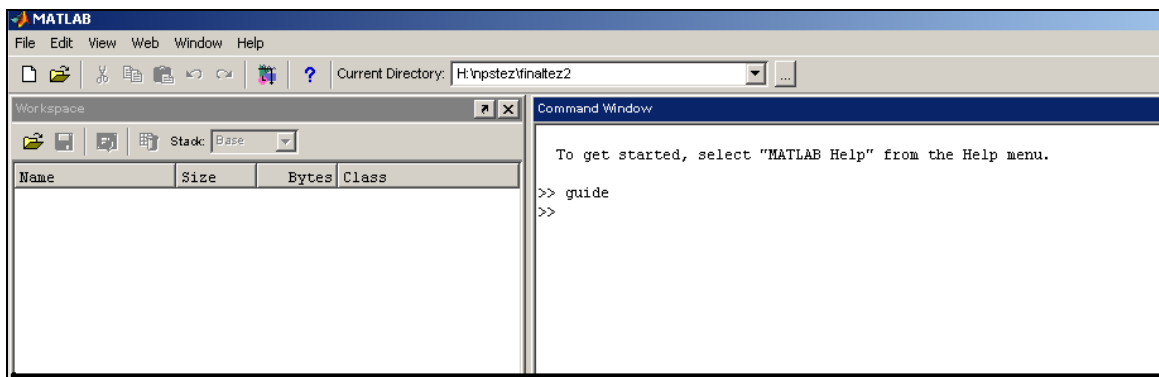 MATLAB
File Edit View Web Window Help
? Current Directory: H:\npstez\finaltez2 ...
Workspace
Stack: Base
Name Size Bytes Class
Command Window
To get started, select "MATLAB Help" from the Help menu.
>> guide
>>